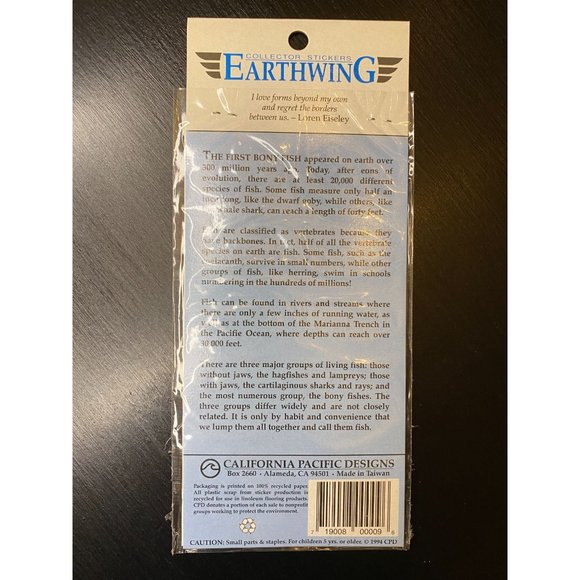 COLLECTOR STICKERS
EARTHWING
I love forms beyond my own
and regret the borders
between us. – Loren Eiseley
THE FIRST BONY FISH appeared on earth over
500 million years ago. Today, after eons of
evolution, there are at least 20,000 different
species of fish. Some fish measure only half an
inch long, like the dwarf goby, while others, like
the whale shark, can reach a length of forty feet.
Fish are classified as vertebrates because they
have backbones. In fact, half of all the vertebrate
species on earth are fish. Some fish, such as the
coelacanth, survive in small numbers, while other
groups of fish, like herring, swim in schools
numbering in the hundreds of millions!
Fish can be found in rivers and streams where
there are only a few inches of running water, as
well as at the bottom of the Marianna Trench in
the Pacific Ocean, where depths can reach over
30,000 feet.
There are three major groups of living fish: those
without jaws, the hagfishes and lampreys; those
with jaws, the cartilaginous sharks and rays; and
the most numerous group, the bony fishes. The
three groups differ widely and are not closely
related. It is only by habit and convenience that
we lump them all together and call them fish.
CALIFORNIA PACIFIC DESIGNS
Box 2660 • Alameda, CA 94501 • Made in Taiwan
Packaging is printed on 100% recycled paper.
All plastic scrap from sticker production is
recycled for use in linoleum flooring products.
CPD donates a portion of each sale to nonprofit
groups working to protect the environment.
7 19008 00009 6
CAUTION: Small parts & staples. For children 5 yrs. or older. © 1994 CPD